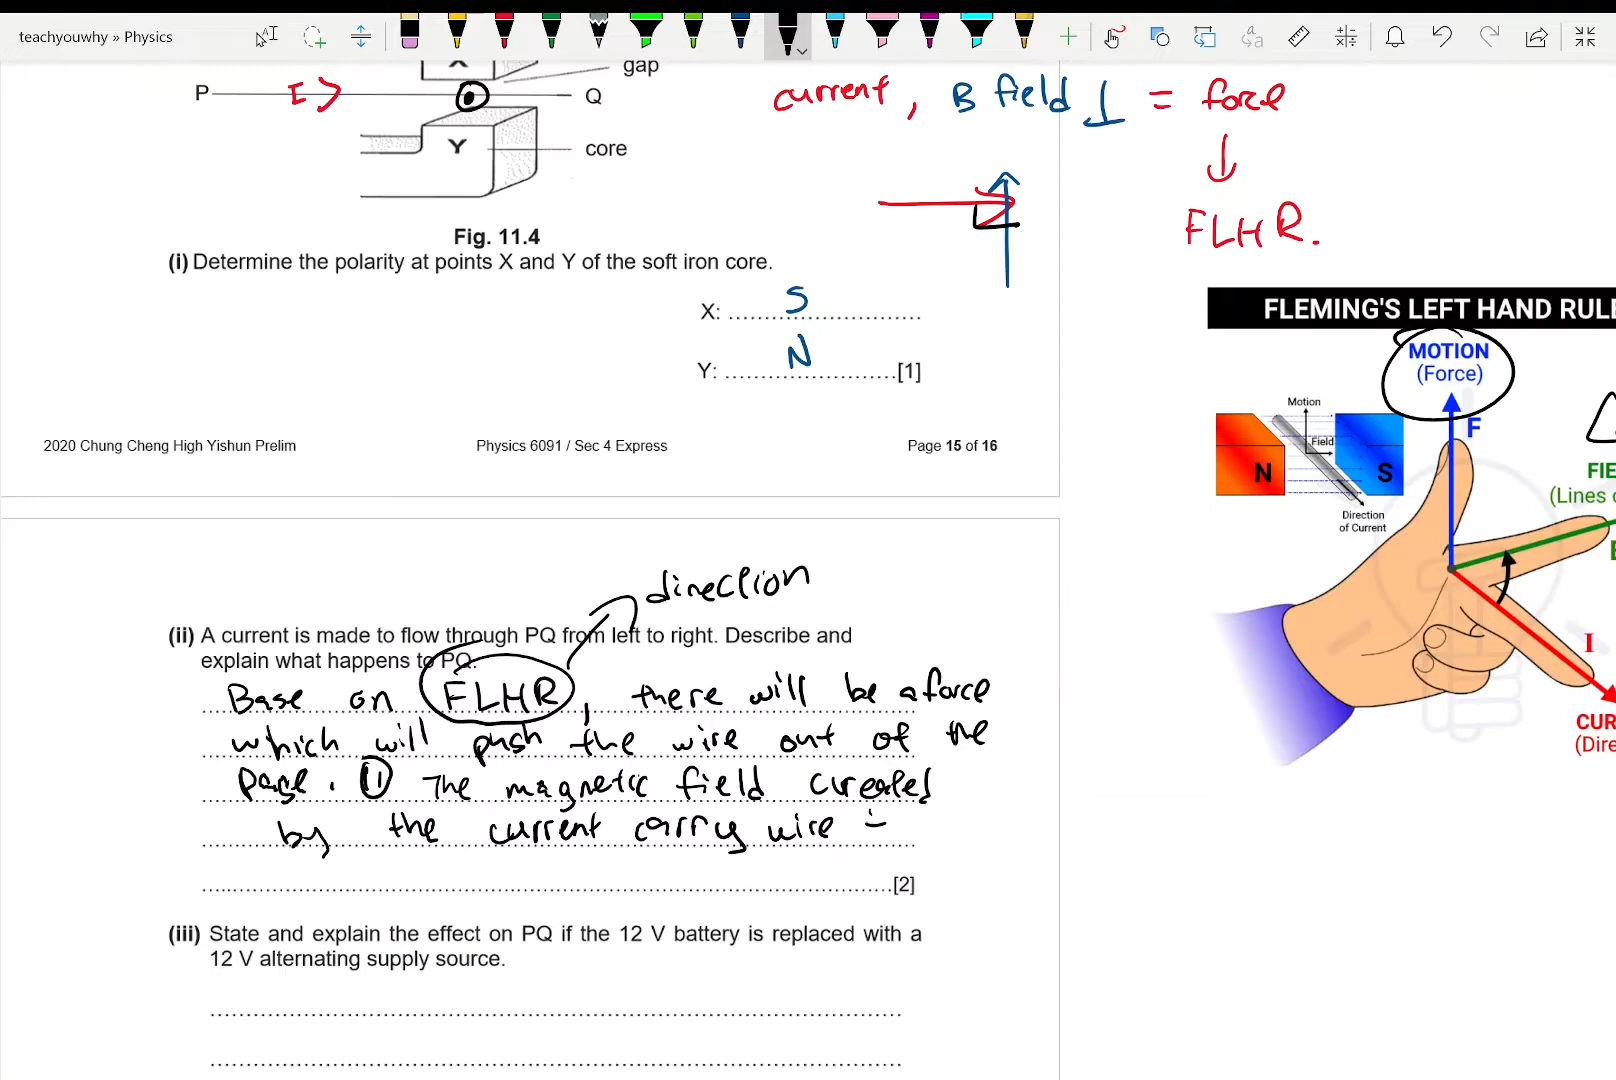 teachyouwhy » Physics
gap
P
I
Q
current, B field ⊥ = force
Y
core
↓
FLHR.
Fig. 11.4
(i) Determine the polarity at points X and Y of the soft iron core.
X: S
Y: N [1]
FLEMING'S LEFT HAND RULE
MOTION
(Force)
F
Motion
Field
N
S
Direction
of Current
FIE
(Lines o
I
CUR
(Dire
2020 Chung Cheng High Yishun Prelim
Physics 6091 / Sec 4 Express
Page 15 of 16
direction
(ii) A current is made to flow through PQ from left to right. Describe and
explain what happens to PQ.
Base on FLHR, there will be a force
which will push the wire out of the
page. (1) The magnetic field created
by the current carry wire
[2]
(iii) State and explain the effect on PQ if the 12 V battery is replaced with a
12 V alternating supply source.